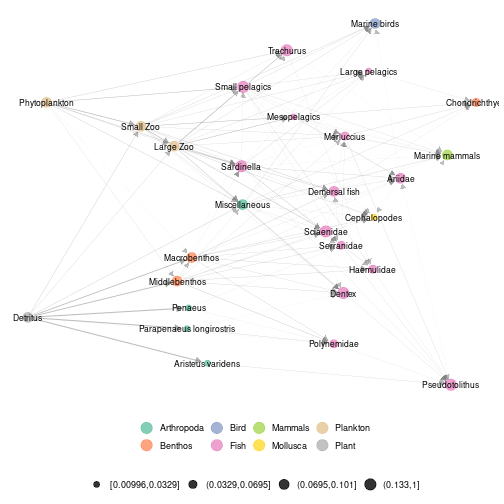 Marine birds
Trachurus
Large pelagics
Small pelagics
Phytoplankton
Chondrichthye
Mesopelagics
Small Zoo
Merluccius
Large Zoo
Marine mammals
Sardinella
Ariidae
Demersal fish
Miscellaneous
Cephalopodes
Sciaenidae
Serranidae
Macrobenthos
Haemulidae
Middlebenthos
Dentex
Penaeus
Detritus
Parapenaeus longirostris
Polynemidae
Aristeus varidens
Pseudotolithus
Arthropoda Bird Mammals Plankton
Benthos Fish Mollusca Plant
[0.00996,0.0329] (0.0329,0.0695] (0.0695,0.101] (0.133,1]